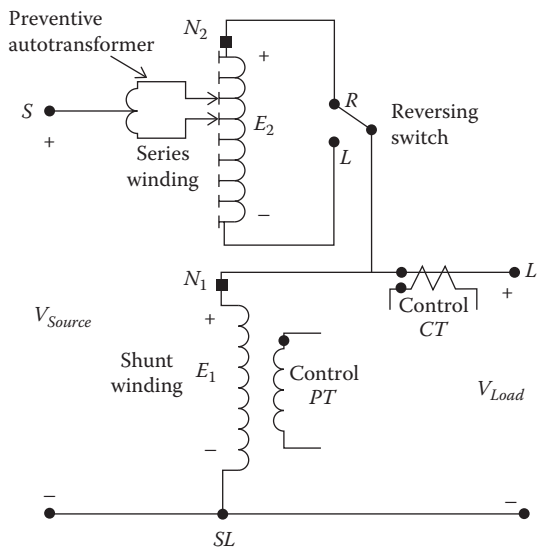 Preventive
autotransformer
N2
+
S
+
E2
R
Reversing
switch
L
Series
winding
−
N1
L
+
Control
CT
VSource
+
Shunt
winding
E1
Control
PT
VLoad
−
−
−
SL